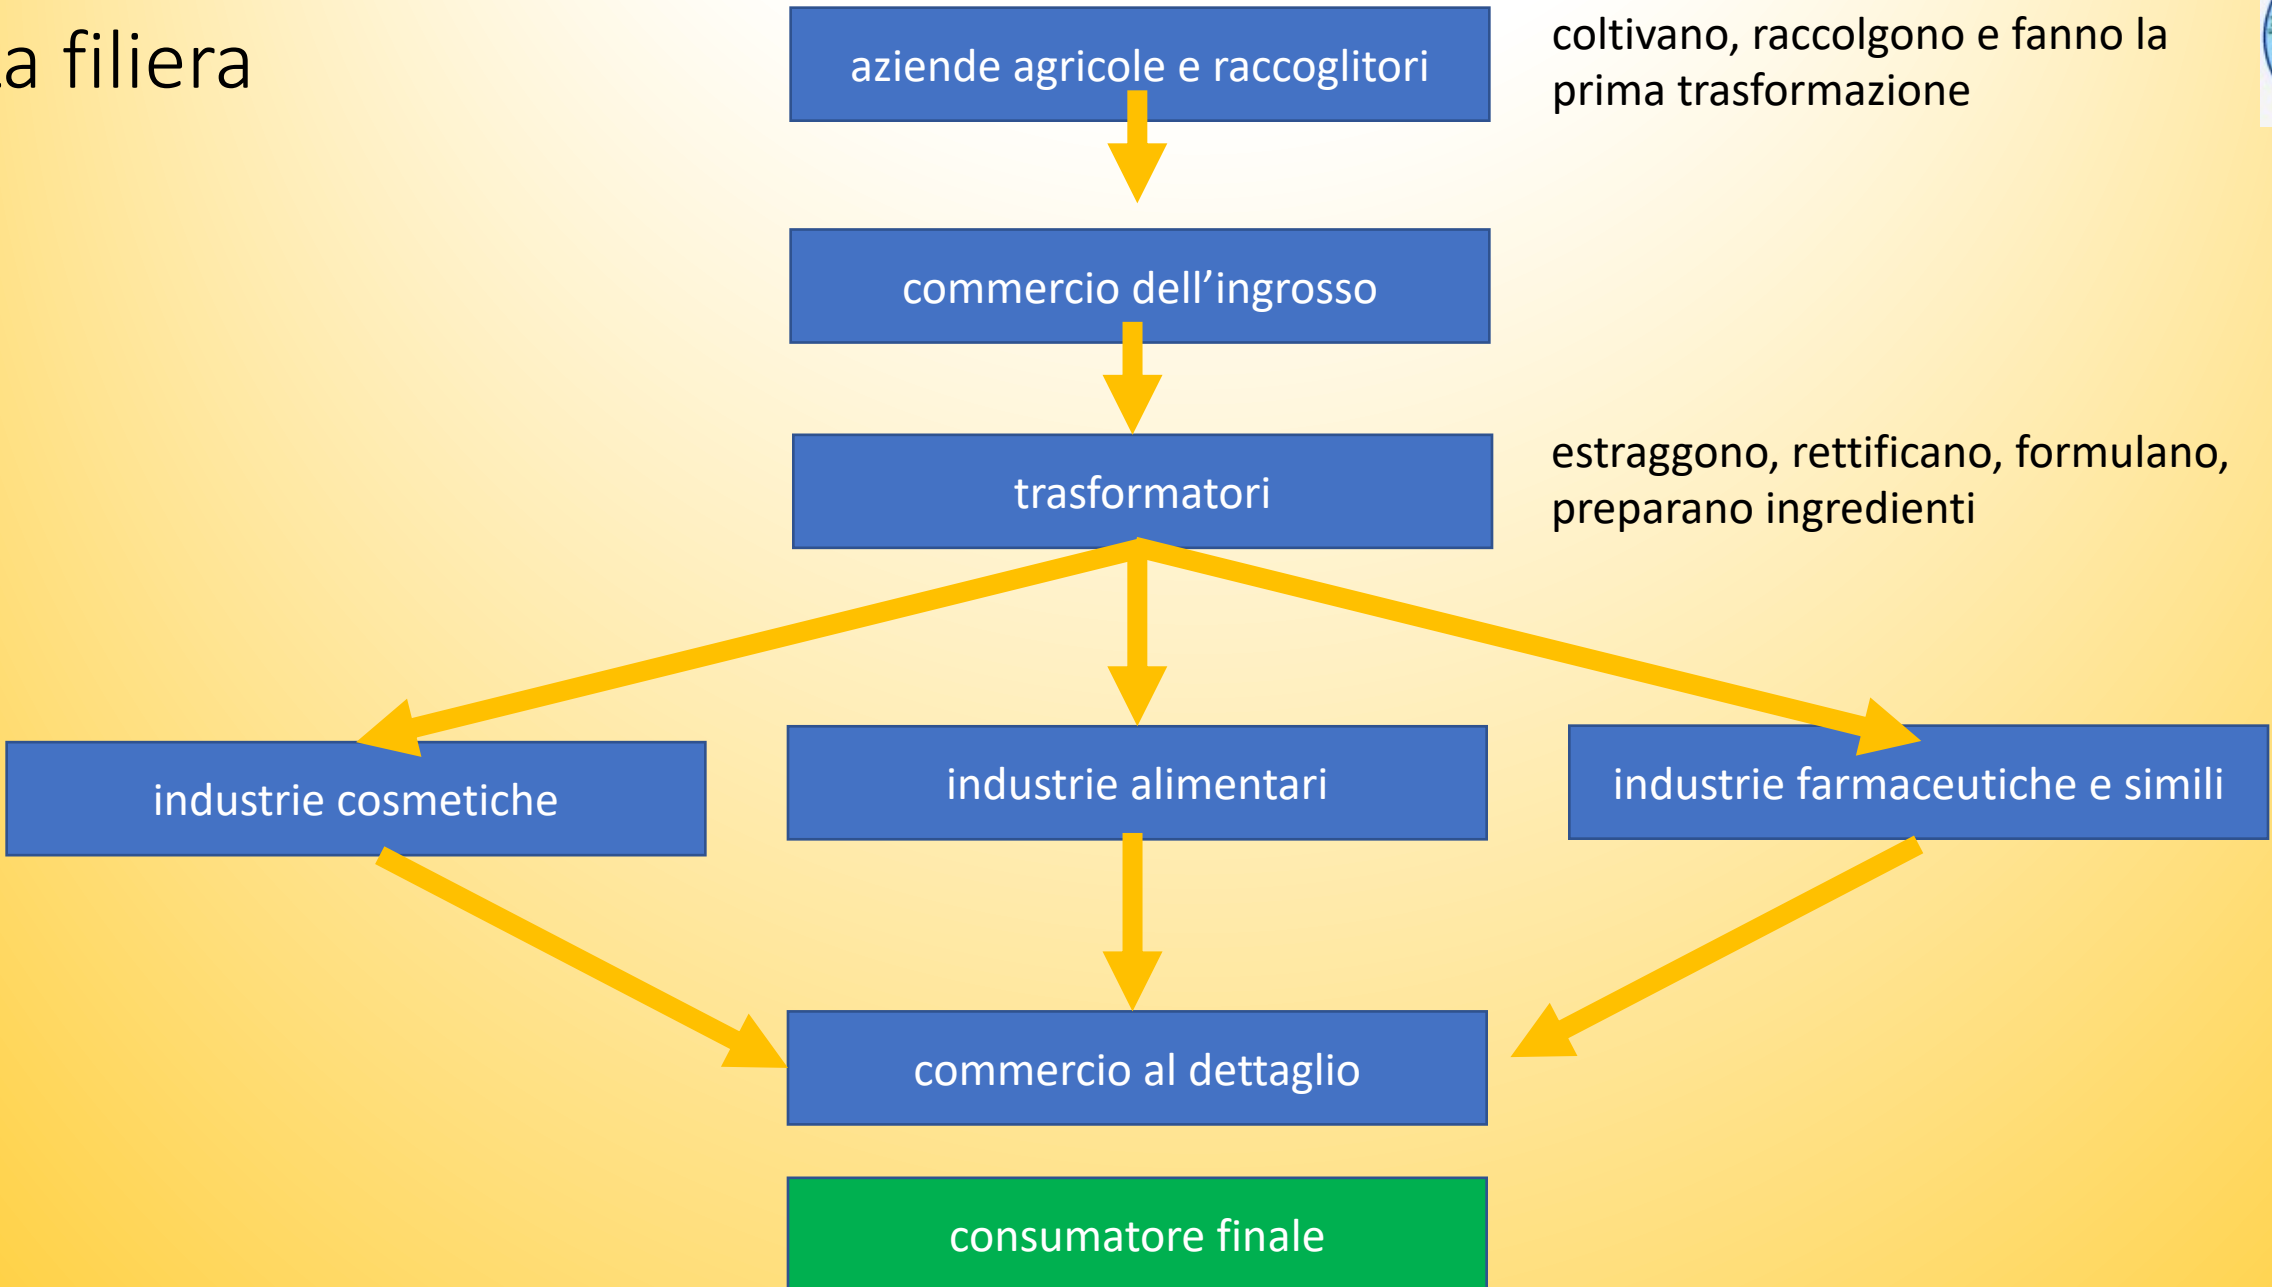 a filiera
aziende agricole e raccoglitori
coltivano, raccolgono e fanno la
prima trasformazione
commercio dell’ingrosso
trasformatori
estraggono, rettificano, formulano,
preparano ingredienti
industrie cosmetiche
industrie alimentari
industrie farmaceutiche e simili
commercio al dettaglio
consumatore finale